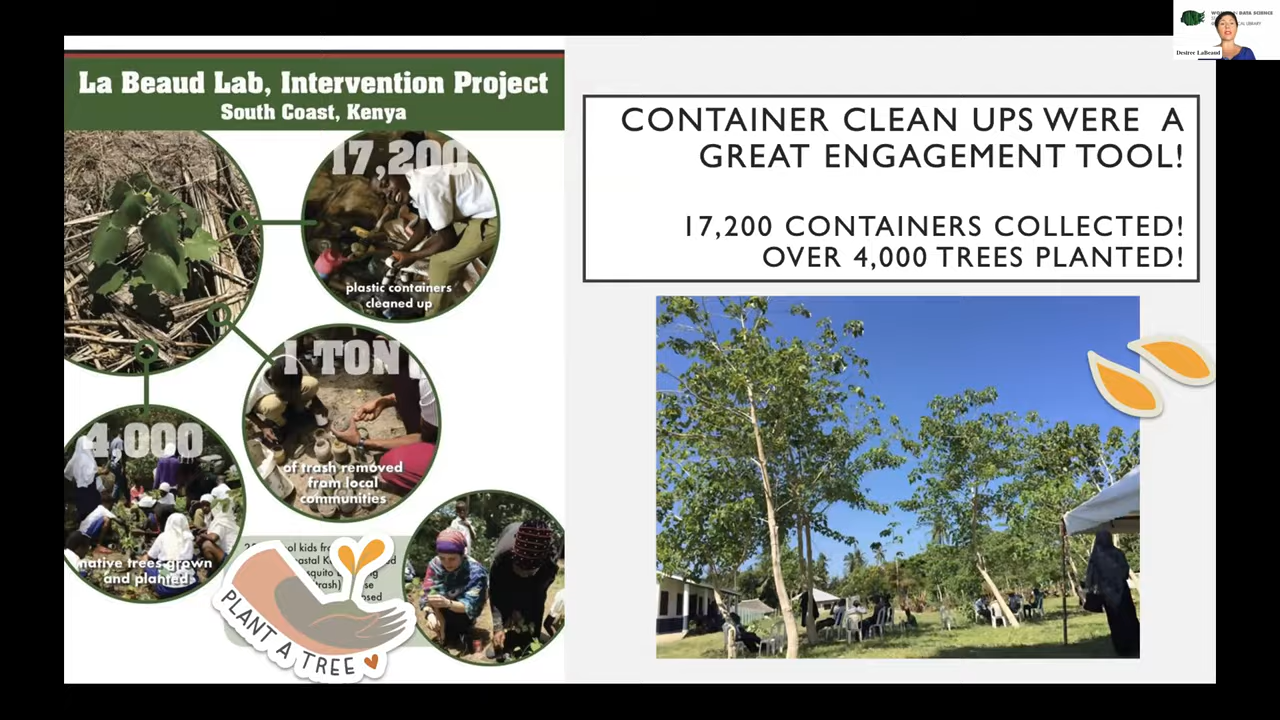 La Beaud Lab, Intervention Project
South Coast, Kenya
17,200
plastic containers
cleaned up
1 TON
of trash removed
from local
communities
4,000
native trees grown
and planted
PLANT A TREE
CONTAINER CLEAN UPS WERE A
GREAT ENGAGEMENT TOOL!
17,200 CONTAINERS COLLECTED!
OVER 4,000 TREES PLANTED!
DATA SCIENCE
Desiree LaBeaud